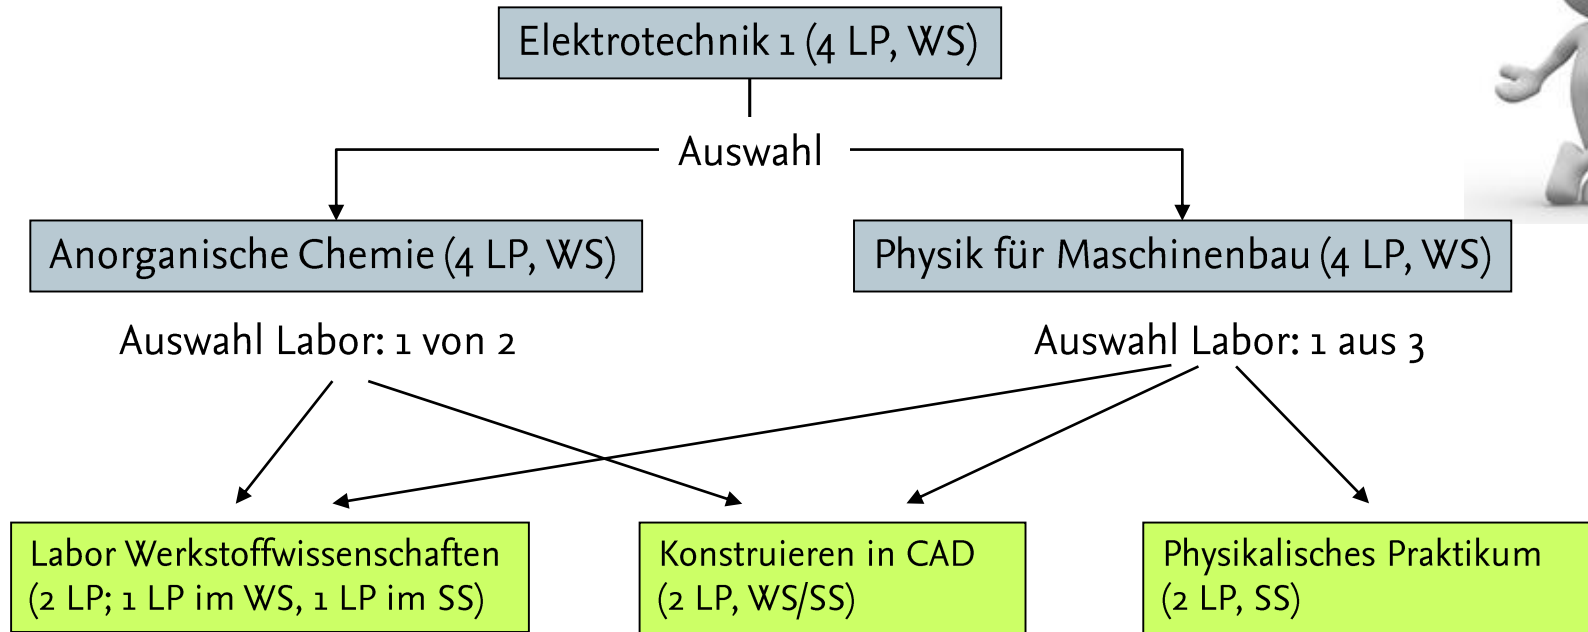 Elektrotechnik 1 (4 LP, WS)
Auswahl
Anorganische Chemie (4 LP, WS)
Physik für Maschinenbau (4 LP, WS)
Auswahl Labor: 1 von 2
Auswahl Labor: 1 aus 3
Labor Werkstoffwissenschaften
(2 LP; 1 LP im WS, 1 LP im SS)
Konstruieren in CAD
(2 LP, WS/SS)
Physikalisches Praktikum
(2 LP, SS)